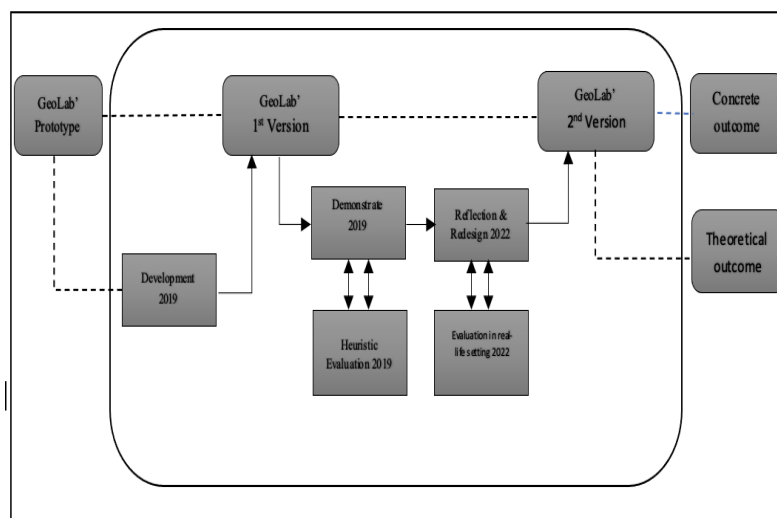 GeoLab'
Prototype
GeoLab'
1st Version
GeoLab'
2nd Version
Concrete
outcome
Demonstrate
2019
Reflection &
Redesign 2022
Theoretical
outcome
Development
2019
Heuristic
Evaluation 2019
Evaluation in real-
life setting 2022